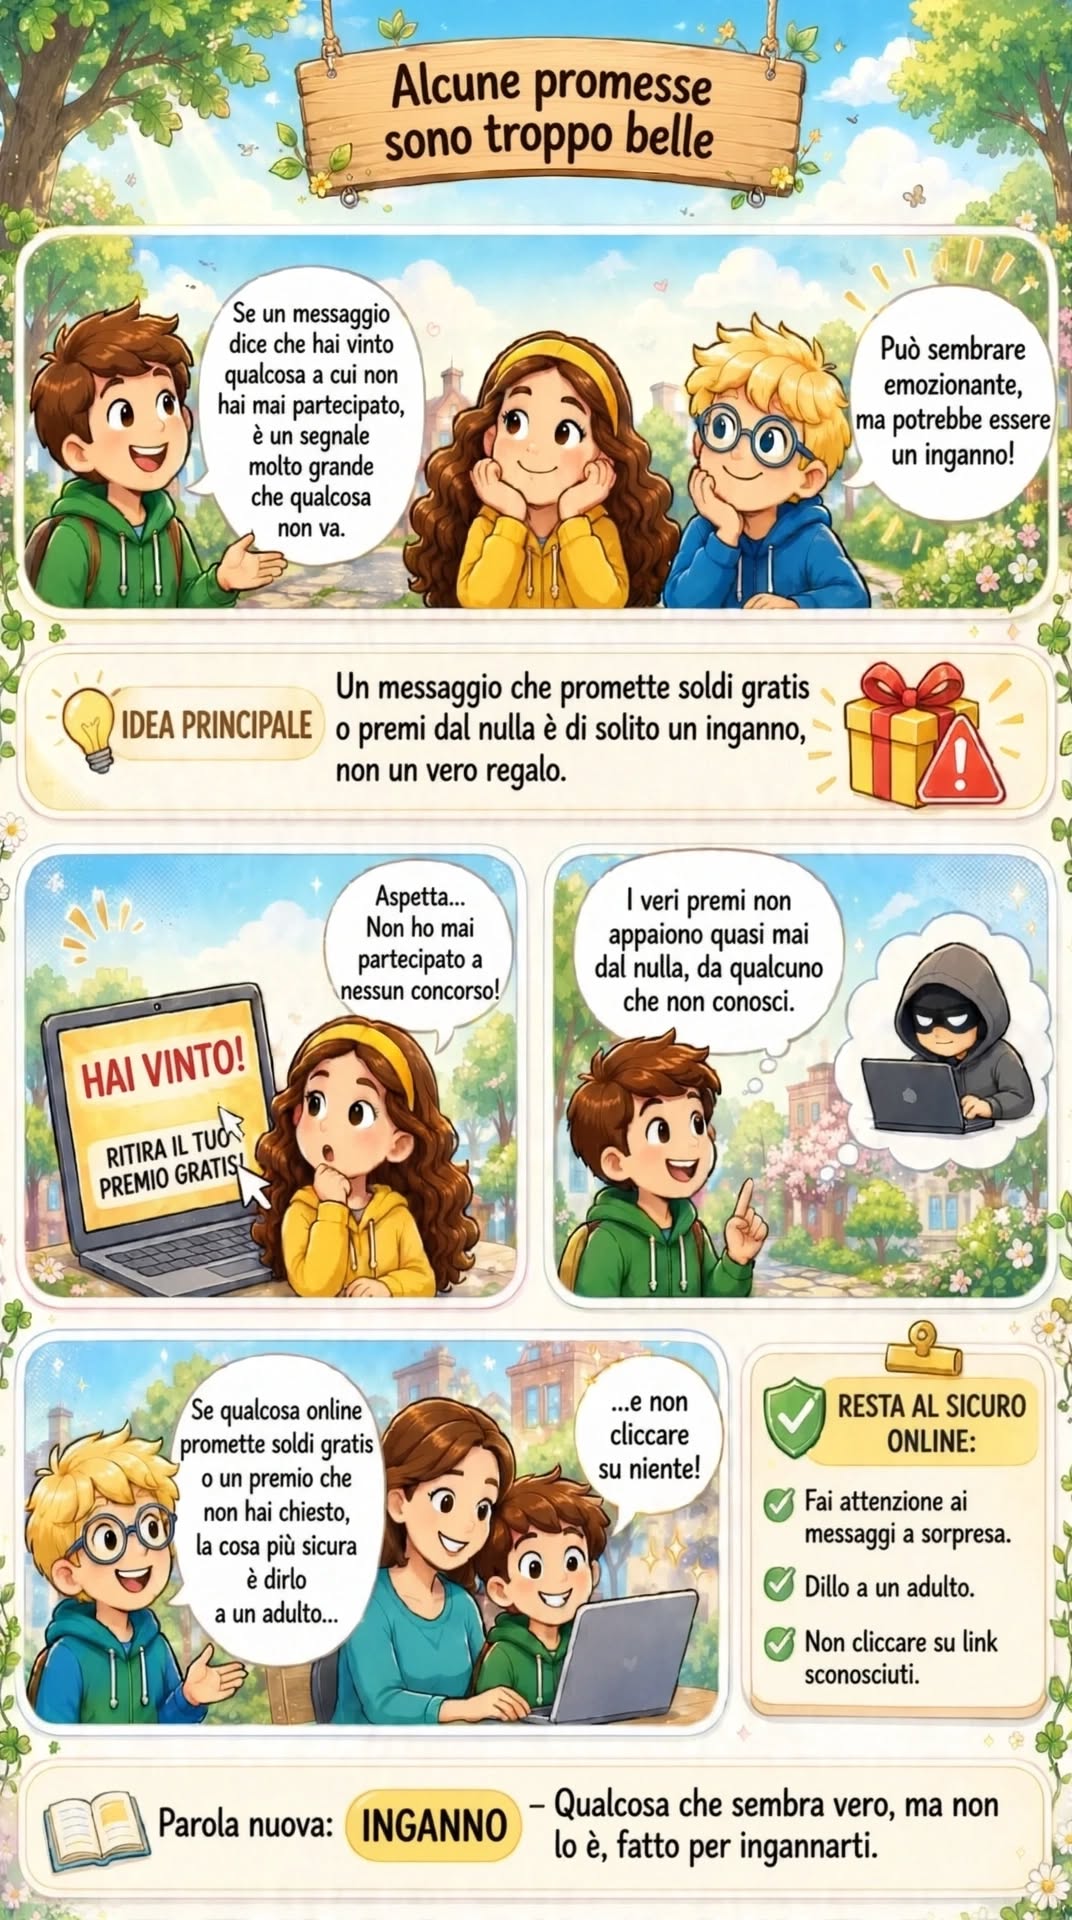 Alcune promesse
sono troppo belle
Se un messaggio
dice che hai vinto
qualcosa a cui non
hai mai partecipato,
è un segnale
molto grande
che qualcosa
non va.
Può sembrare
emozionante,
ma potrebbe essere
un inganno!
IDEA PRINCIPALE
Un messaggio che promette soldi gratis
o premi dal nulla è di solito un inganno,
non un vero regalo.
Aspetta...
Non ho mai
partecipato a
nessun concorso!
HAI VINTO!
RITIRA IL TUO
PREMIO GRATIS!
I veri premi non
appaiono quasi mai
dal nulla, da qualcuno
che non conosci.
Se qualcosa online
promette soldi gratis
o un premio che
non hai chiesto,
la cosa più sicura
è dirlo
a un adulto...
...e non
cliccare
su niente!
RESTA AL SICURO
ONLINE:
Fai attenzione ai
messaggi a sorpresa.
Dillo a un adulto.
Non cliccare su link
sconosciuti.
Parola nuova: INGANNO – Qualcosa che sembra vero, ma non
lo è, fatto per ingannarti.